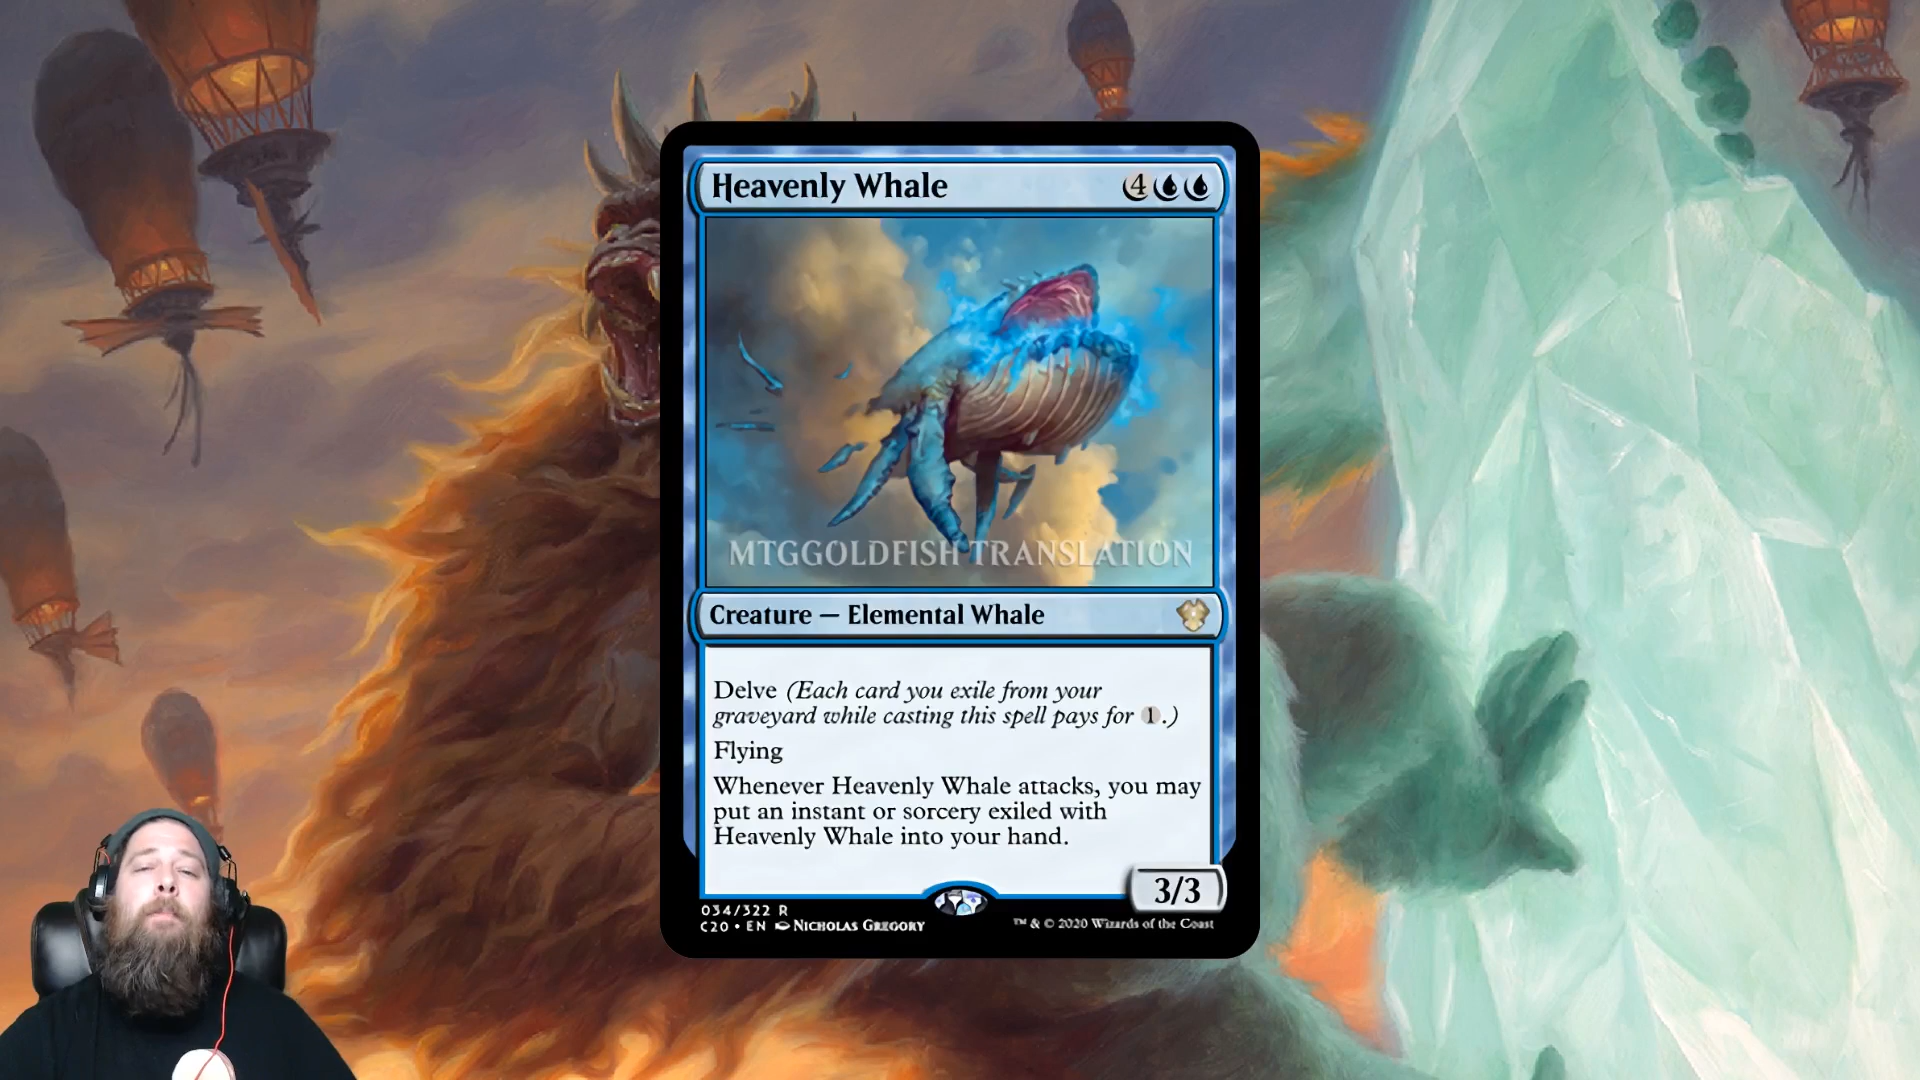 Heavenly Whale 4
MTGGOLDFISH TRANSLATION
Creature — Elemental Whale
Delve (Each card you exile from your
graveyard while casting this spell pays for 1.)
Flying
Whenever Heavenly Whale attacks, you may
put an instant or sorcery exiled with
Heavenly Whale into your hand.
3/3
034/322 R
C20 • EN Nicholas Gregory
™ & © 2020 Wizards of the Coast